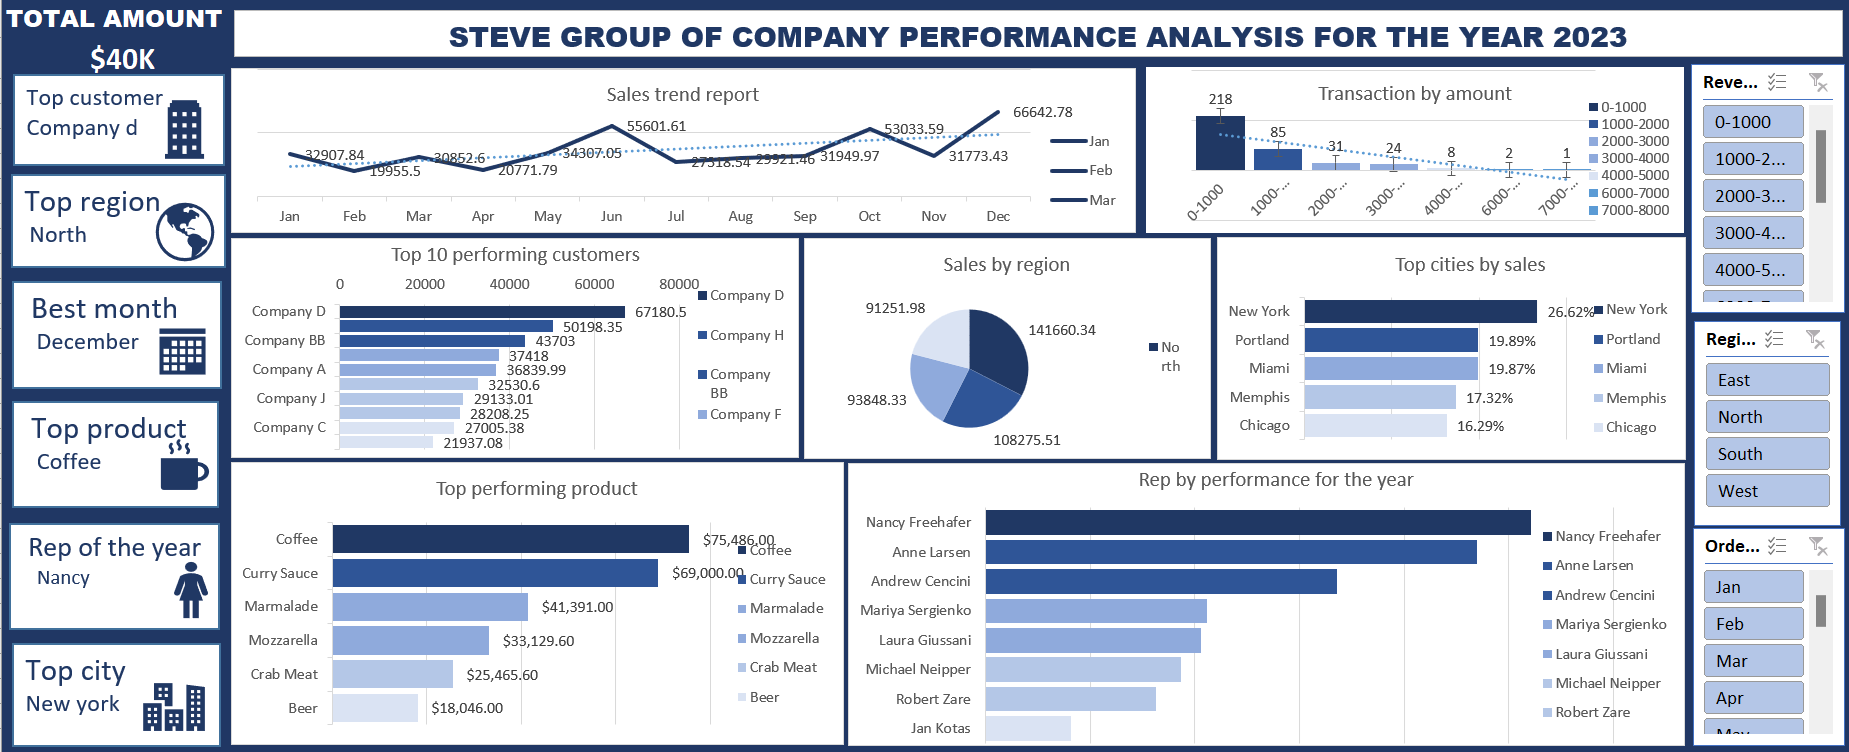 TOTAL AMOUNT
$40K
STEVE GROUP OF COMPANY PERFORMANCE ANALYSIS FOR THE YEAR 2023
Top customer
Company d
Top region
North
Best month
December
Top product
Coffee
Rep of the year
Nancy
Top city
New york
Sales trend report
32907.84
19955.5
30852.6
20771.79
34307.05
55601.61
27518.54
29921.46
31949.97
53033.59
31773.43
66642.78
Jan Feb Mar Apr May Jun Jul Aug Sep Oct Nov Dec
Jan
Feb
Mar
Transaction by amount
218
85
31
24
8
2
1
0-1000
1000-...
2000-...
3000-...
4000-...
6000-...
7000-...
0-1000
1000-2000
2000-3000
3000-4000
4000-5000
6000-7000
7000-8000
Top 10 performing customers
0 20000 40000 60000 80000
Company D 67180.5
50198.35
Company BB 43703
37418
Company A 36839.99
32530.6
Company J 29133.01
28208.25
Company C 27005.38
21937.08
Company D
Company H
Company
BB
Company F
Sales by region
91251.98
141660.34
93848.33
108275.51
No
rth
Top cities by sales
New York 26.62%
Portland 19.89%
Miami 19.87%
Memphis 17.32%
Chicago 16.29%
New York
Portland
Miami
Memphis
Chicago
Top performing product
Coffee $75,486.00
Curry Sauce $69,000.00
Marmalade $41,391.00
Mozzarella $33,129.60
Crab Meat $25,465.60
Beer $18,046.00
Coffee
Curry Sauce
Marmalade
Mozzarella
Crab Meat
Beer
Rep by performance for the year
Nancy Freehafer
Anne Larsen
Andrew Cencini
Mariya Sergienko
Laura Giussani
Michael Neipper
Robert Zare
Jan Kotas
Nancy Freehafer
Anne Larsen
Andrew Cencini
Mariya Sergienko
Laura Giussani
Michael Neipper
Robert Zare
Reve...
0-1000
1000-2...
2000-3...
3000-4...
4000-5...
Regi...
East
North
South
West
Orde...
Jan
Feb
Mar
Apr
May